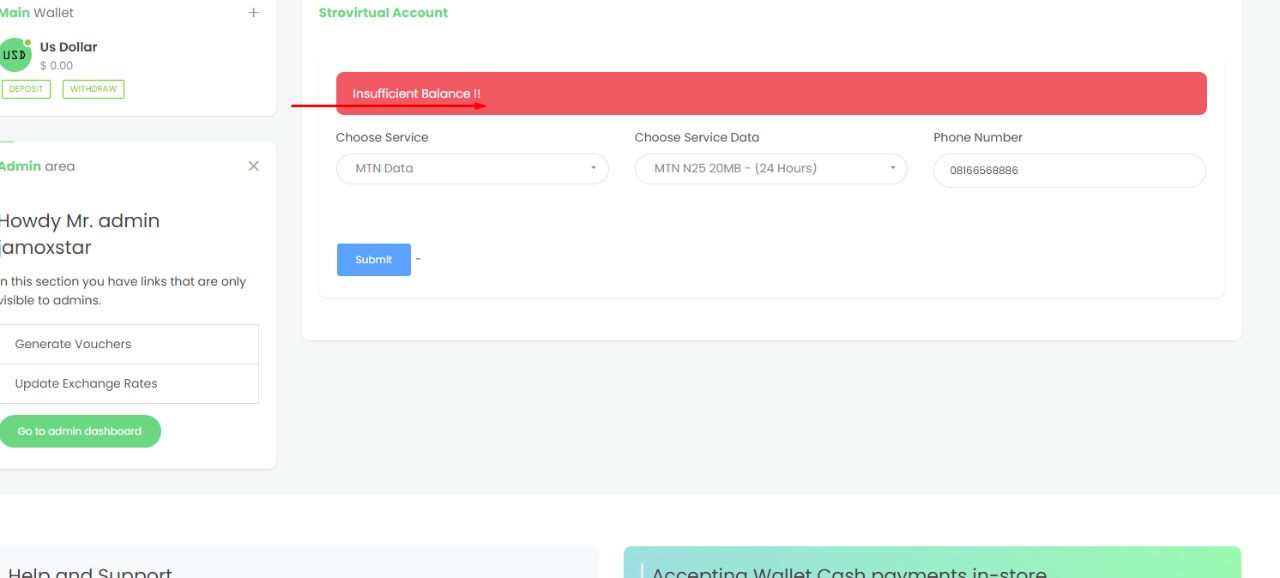 Main Wallet +
USD
Us Dollar
$ 0.00
DEPOSIT
WITHDRAW
Admin area
Howdy Mr. admin
jamoxstar
In this section you have links that are only
visible to admins.
Generate Vouchers
Update Exchange Rates
Go to admin dashboard
Strovirtual Account
Insufficient Balance !!
Choose Service
MTN Data
Choose Service Data
MTN N25 20MB - (24 Hours)
Phone Number
08166568886
Submit -
Help and Support
Accepting Wallet Cash payments in-store